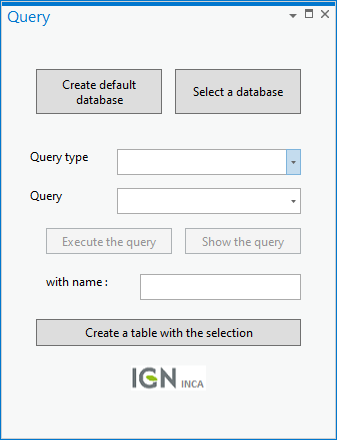 Query
Create default
database
Select a database
Query type
Query
Execute the query
Show the query
with name :
Create a table with the selection
IGN INCA